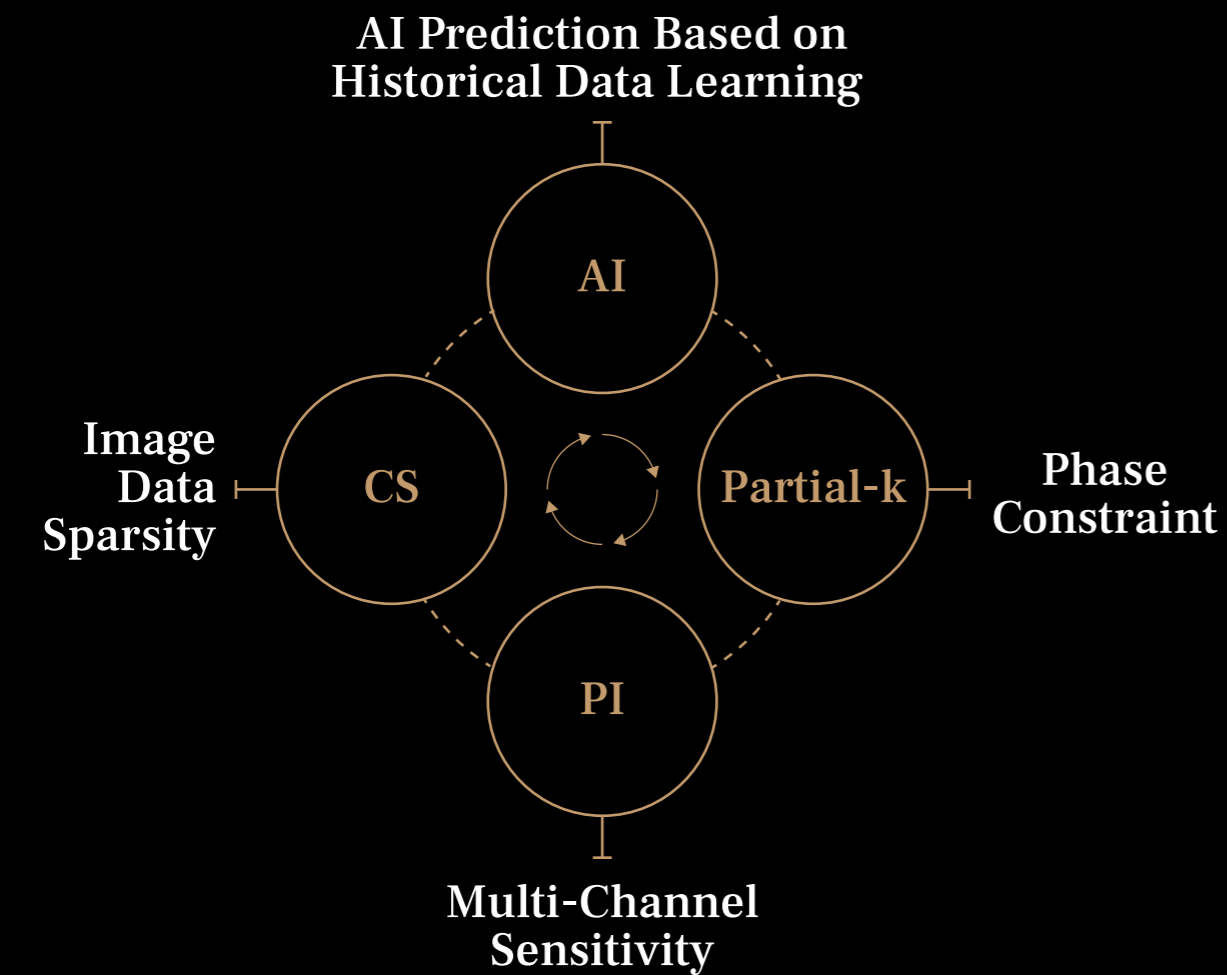 AI Prediction Based on
Historical Data Learning
AI
Image
Data
Sparsity
CS
Partial-k
Phase
Constraint
PI
Multi-Channel
Sensitivity